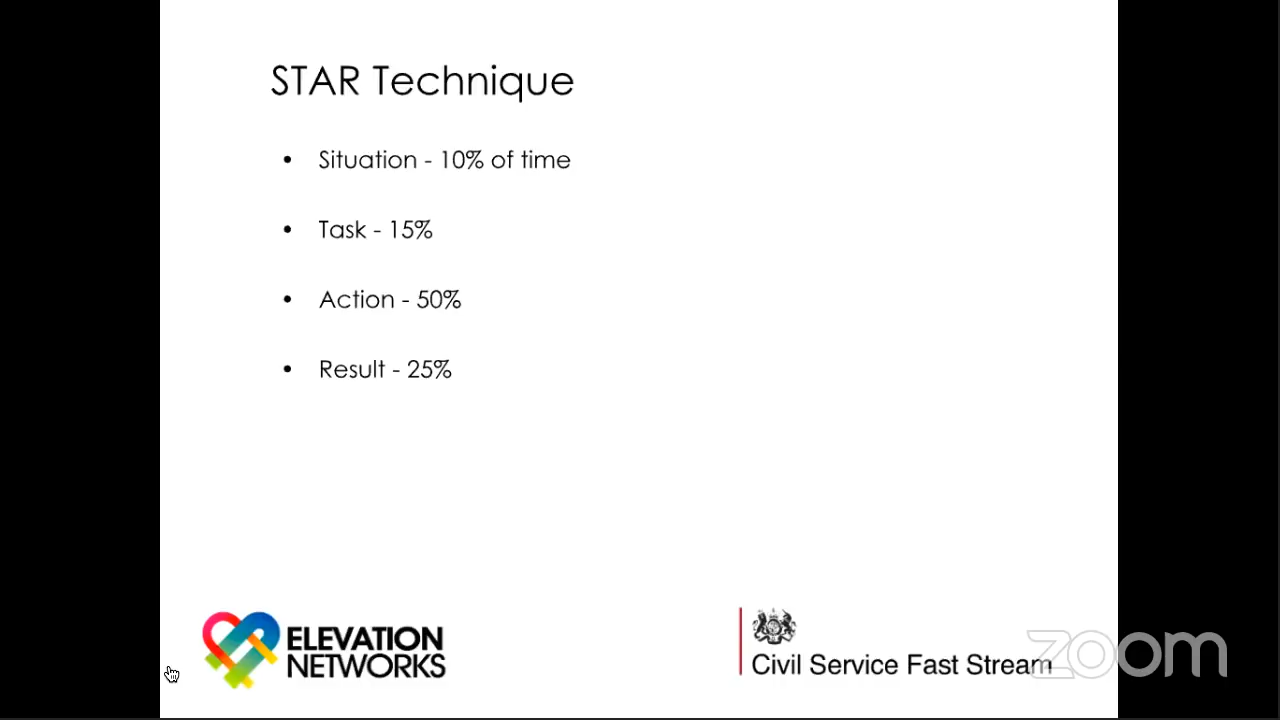 STAR Technique
• Situation - 10% of time
• Task - 15%
• Action - 50%
• Result - 25%
ELEVATION
NETWORKS
Civil Service Fast Stream
zoom